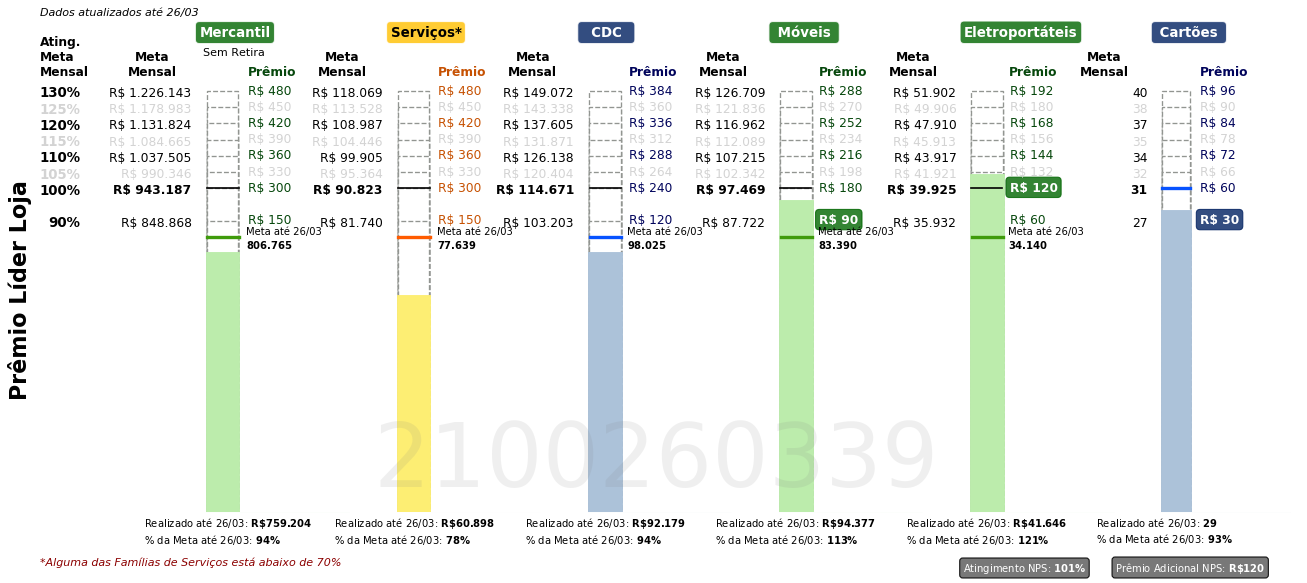 Dados atualizados até 26/03
Mercantil Serviços* CDC Móveis Eletroportáteis Cartões
Sem Retira
Ating. Meta Mensal Meta Mensal Prêmio Meta Mensal Prêmio Meta Mensal Prêmio Meta Mensal Prêmio Meta Mensal Prêmio Meta Mensal Prêmio
130% R$ 1.226.143 R$ 480 R$ 118.069 R$ 480 R$ 149.072 R$ 384 R$ 126.709 R$ 288 R$ 51.902 R$ 192 40 R$ 96
125% R$ 1.178.983 R$ 450 R$ 113.528 R$ 450 R$ 143.338 R$ 360 R$ 121.836 R$ 270 R$ 49.906 R$ 180 38 R$ 90
120% R$ 1.131.824 R$ 420 R$ 108.987 R$ 420 R$ 137.605 R$ 336 R$ 116.962 R$ 252 R$ 47.910 R$ 168 37 R$ 84
115% R$ 1.084.665 R$ 390 R$ 104.446 R$ 390 R$ 131.871 R$ 312 R$ 112.089 R$ 234 R$ 45.913 R$ 156 35 R$ 78
110% R$ 1.037.505 R$ 360 R$ 99.905 R$ 360 R$ 126.138 R$ 288 R$ 107.215 R$ 216 R$ 43.917 R$ 144 34 R$ 72
105% R$ 990.346 R$ 330 R$ 95.364 R$ 330 R$ 120.404 R$ 264 R$ 102.342 R$ 198 R$ 41.921 R$ 132 32 R$ 66
100% R$ 943.187 R$ 300 R$ 90.823 R$ 300 R$ 114.671 R$ 240 R$ 97.469 R$ 180 R$ 39.925 R$ 120 31 R$ 60
90% R$ 848.868 R$ 150 R$ 81.740 R$ 150 R$ 103.203 R$ 120 R$ 87.722 R$ 90 R$ 35.932 R$ 60 27 R$ 30
Meta até 26/03 Meta até 26/03 Meta até 26/03 Meta até 26/03 Meta até 26/03
806.765 77.639 98.025 83.390 34.140
Prêmio Líder Loja
2100260339
Realizado até 26/03: R$759.204 Realizado até 26/03: R$60.898 Realizado até 26/03: R$92.179 Realizado até 26/03: R$94.377 Realizado até 26/03: R$41.646 Realizado até 26/03: 29
% da Meta até 26/03: 94% % da Meta até 26/03: 78% % da Meta até 26/03: 94% % da Meta até 26/03: 113% % da Meta até 26/03: 121% % da Meta até 26/03: 93%
*Alguma das Famílias de Serviços está abaixo de 70% Atingimento NPS: 101% Prêmio Adicional NPS: R$120